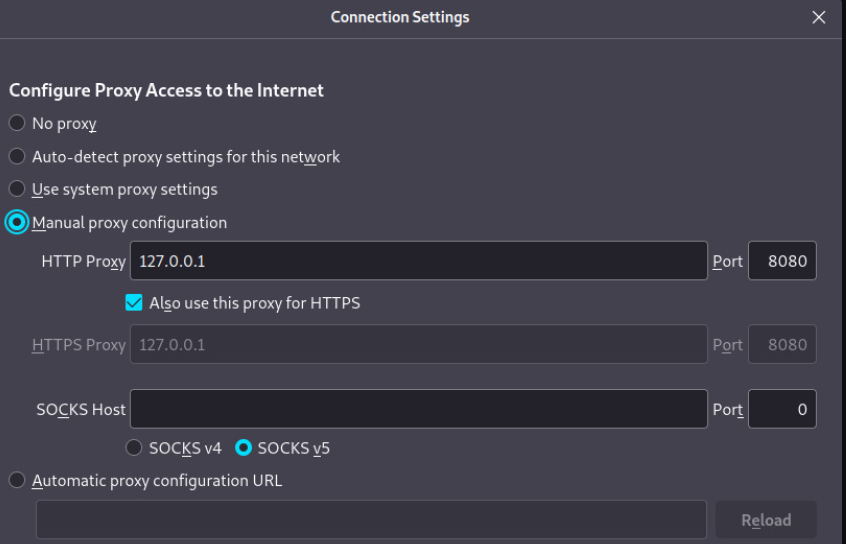 Connection Settings
Configure Proxy Access to the Internet
No proxy
Auto-detect proxy settings for this network
Use system proxy settings
Manual proxy configuration
HTTP Proxy 127.0.0.1 Port 8080
Also use this proxy for HTTPS
HTTPS Proxy 127.0.0.1 Port 8080
SOCKS Host Port 0
SOCKS v4 SOCKS v5
Automatic proxy configuration URL
Reload